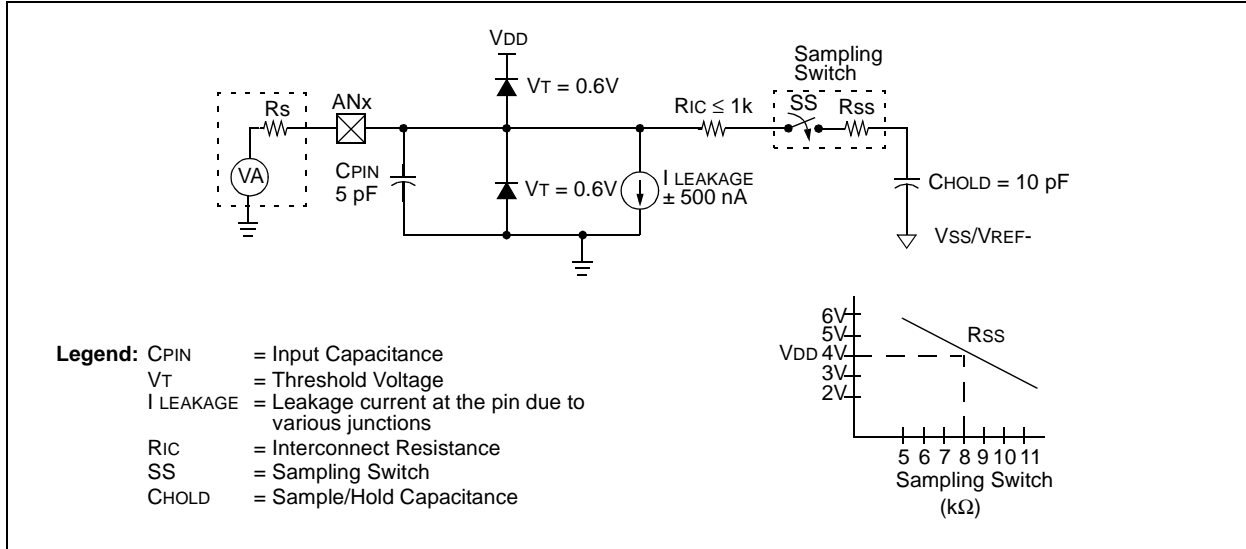 VDD
Sampling
Switch
VT = 0.6V
Rs
ANx
RIC ≤ 1k
SS
RSS
VA
CPIN
5 pF
VT = 0.6V
I LEAKAGE
± 500 nA
CHOLD = 10 pF
VSS/VREF-
Legend: CPIN = Input Capacitance
VT = Threshold Voltage
I LEAKAGE = Leakage current at the pin due to
various junctions
RIC = Interconnect Resistance
SS = Sampling Switch
CHOLD = Sample/Hold Capacitance
6V
5V
VDD 4V
3V
2V
RSS
5 6 7 8 9 10 11
Sampling Switch
(kΩ)